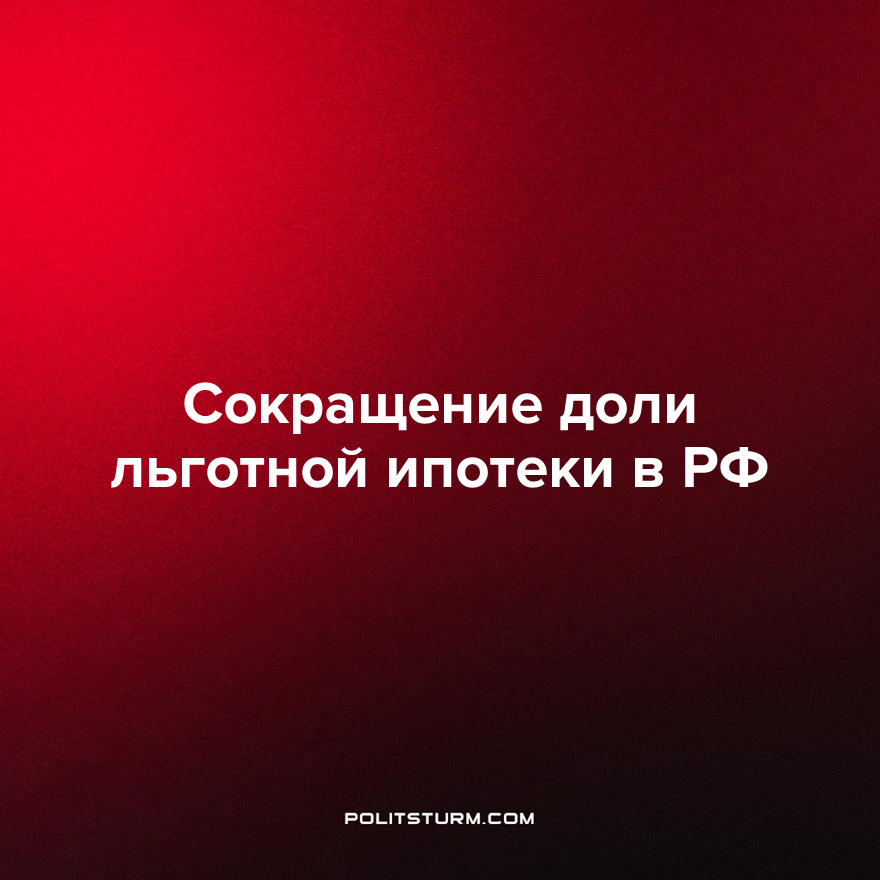 Сокращение доли
льготной ипотеки в РФ
POLITSTURM.COM